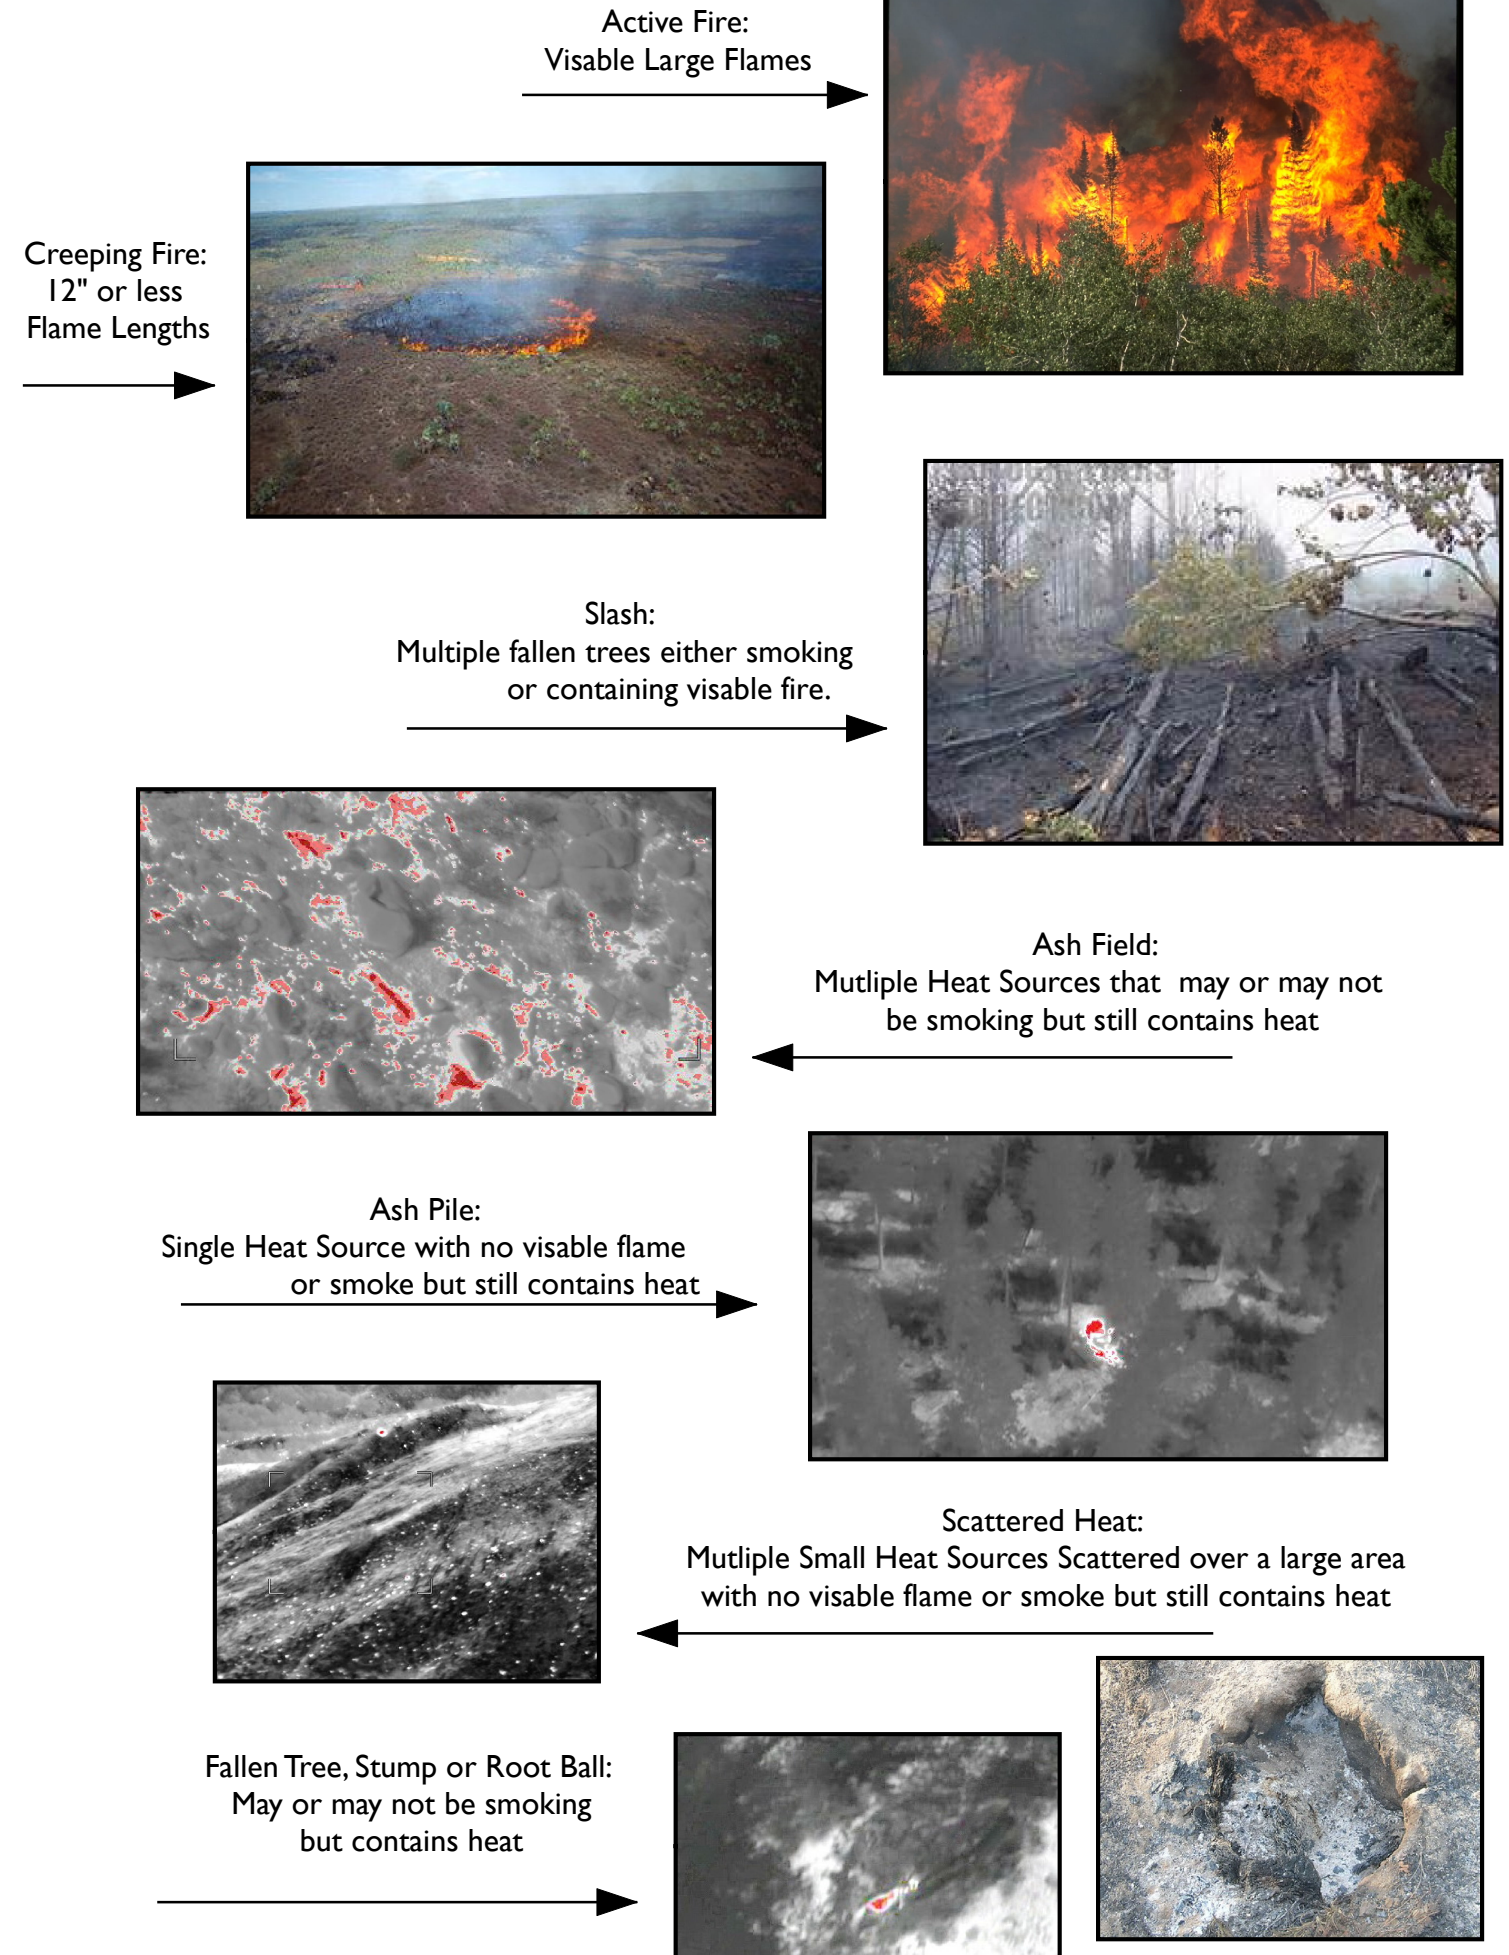 Active Fire:
Visable Large Flames
Creeping Fire:
12" or less
Flame Lengths
Slash:
Multiple fallen trees either smoking
or containing visable fire.
Ash Field:
Mutliple Heat Sources that  may or may not
be smoking but still contains heat
Ash Pile:
Single Heat Source with no visable flame
or smoke but still contains heat
Scattered Heat:
Mutliple Small Heat Sources Scattered over a large area
with no visable flame or smoke but still contains heat
Fallen Tree, Stump or Root Ball:
May or may not be smoking
but contains heat